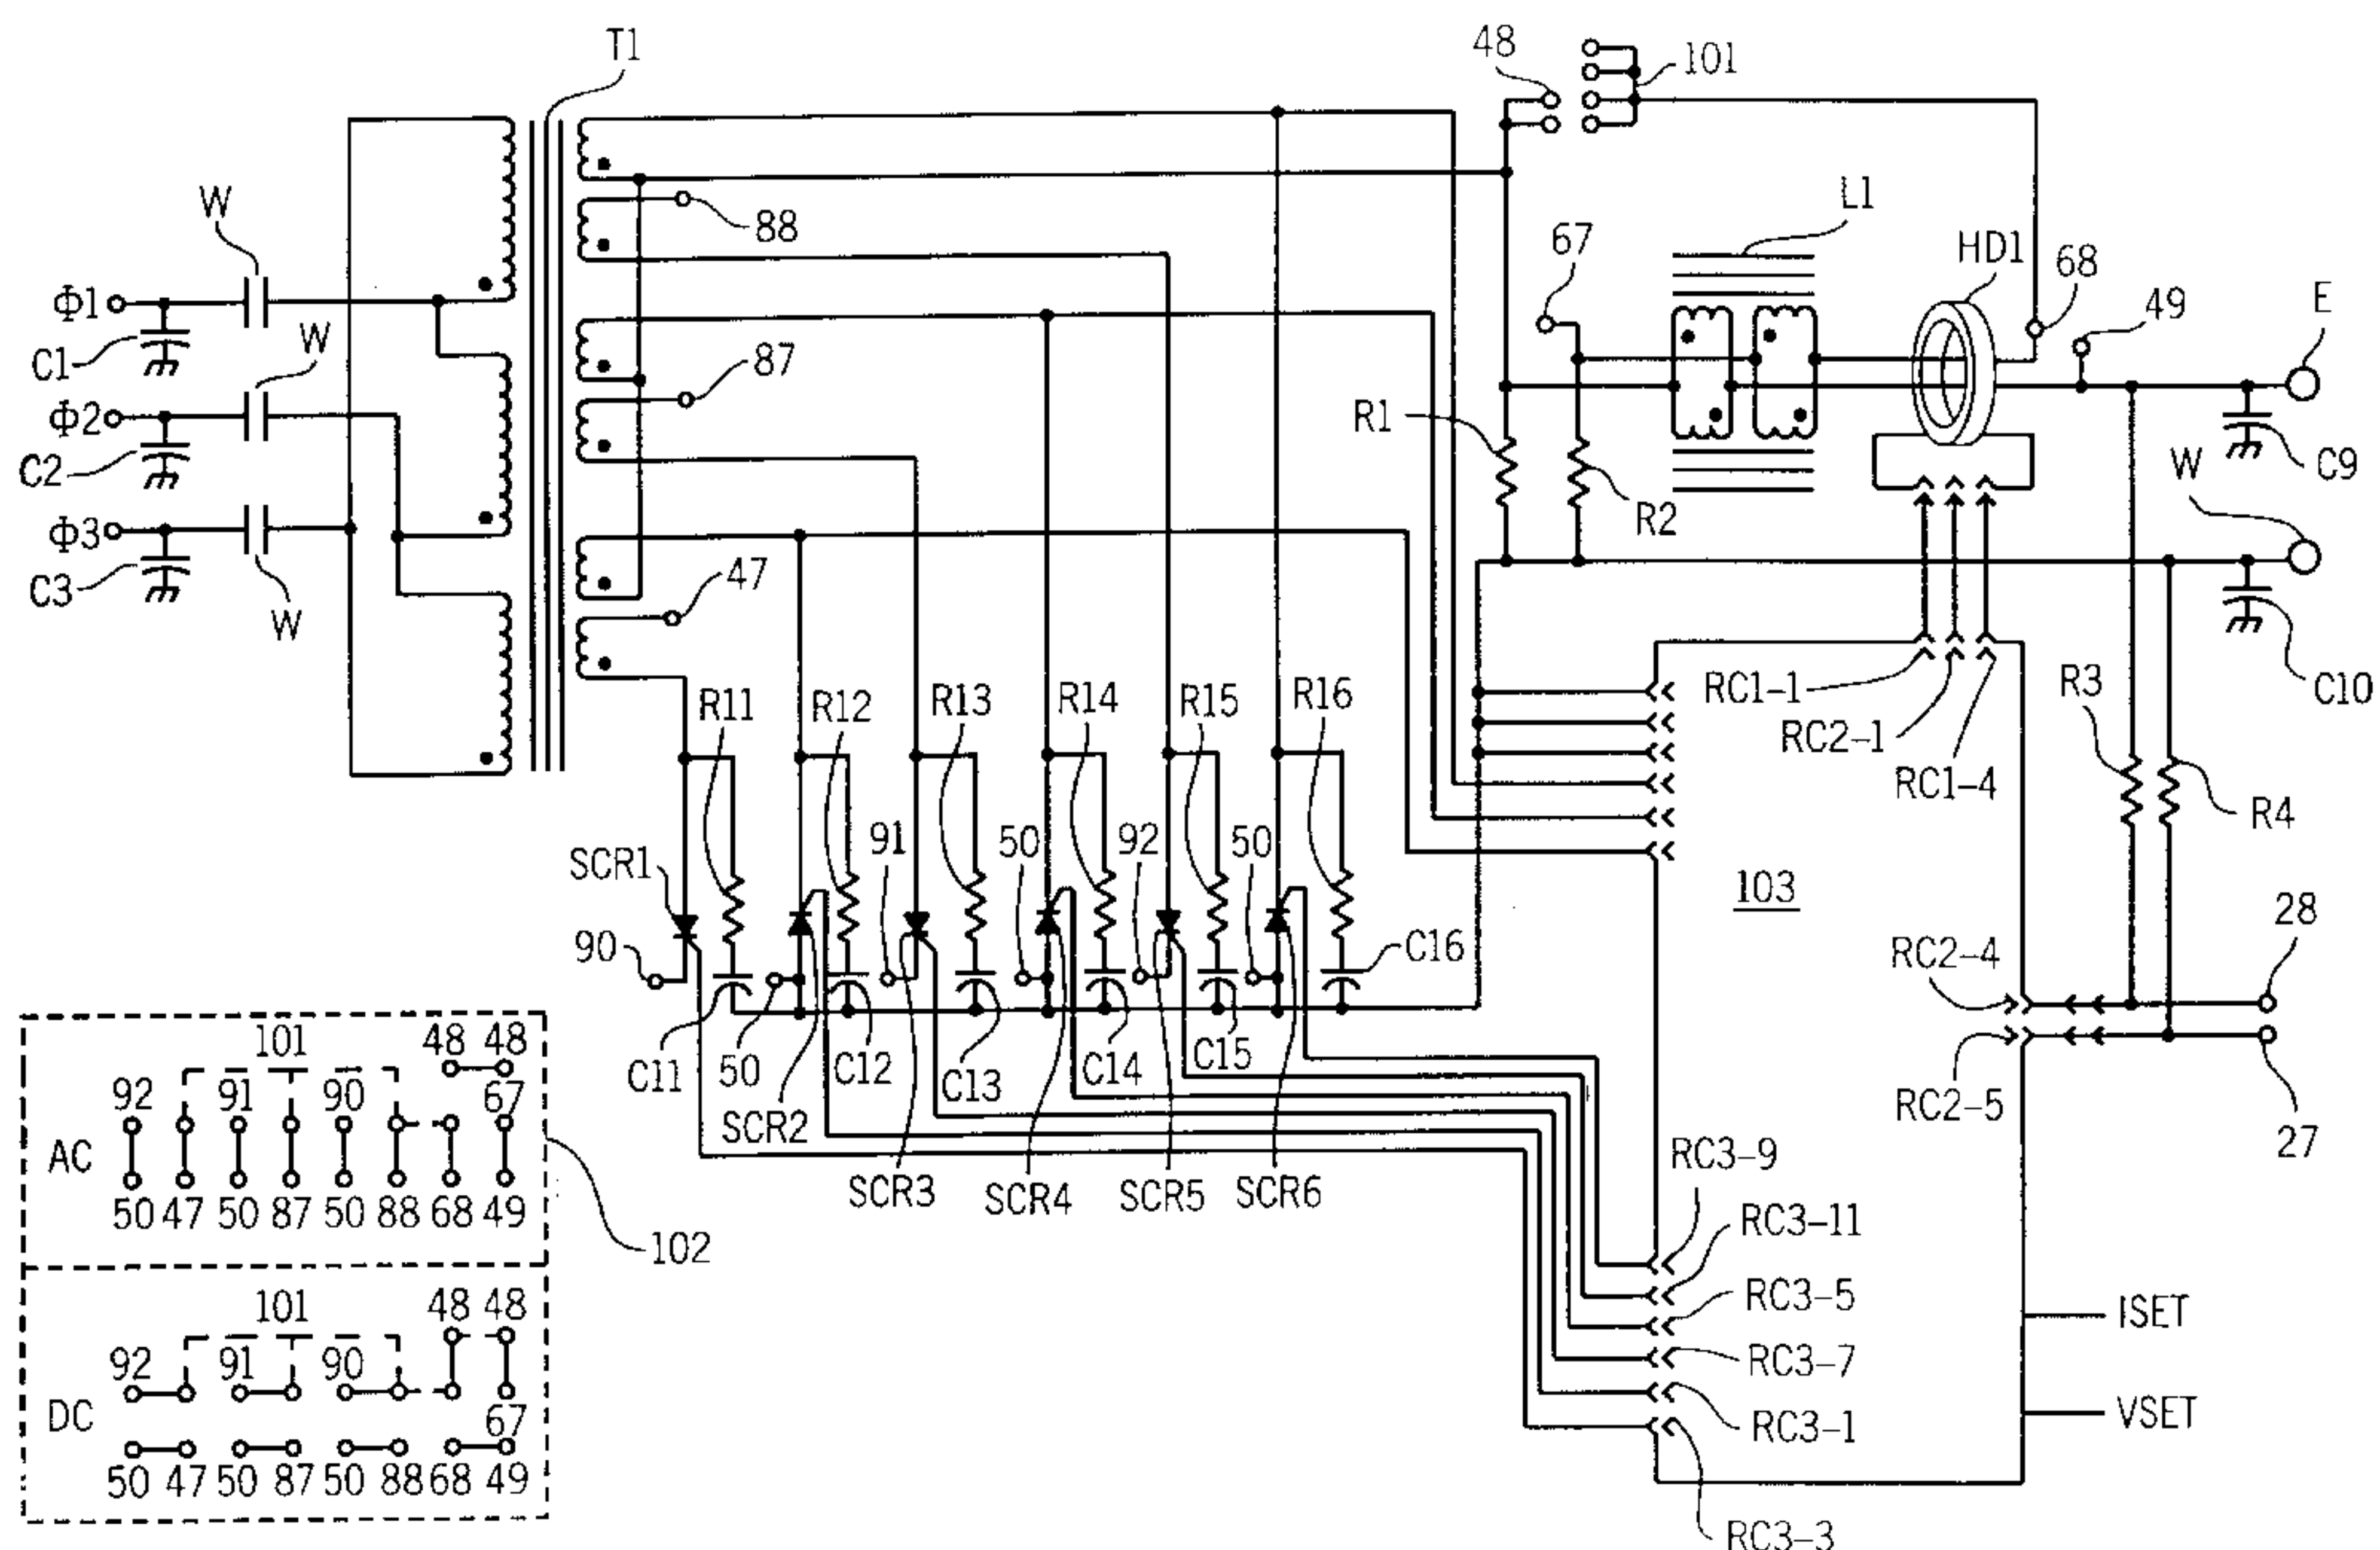 T1
48
101
W
88
67
L1
HD1
68
49
E
Φ1
C1
W
87
R1
R2
C9
Φ2
C2
W
Φ3
C3
W
47
C10
R11
R12
R13
R14
R15
R16
RC1-1
RC2-1
RC1-4
R3
R4
SCR1
91
50
92
50
103
90
C16
RC2-4
28
C11
50
C12
C13
C14
C15
SCR2
RC2-5
27
SCR3
SCR4
SCR5
SCR6
RC3-9
RC3-11
RC3-5
RC3-7
RC3-1
RC3-3
ISET
VSET
101
48 48
92 91 90 67
AC
50 47 50 87 50 88 68 49
102
101
48 48
92 91 90
DC
67
50 47 50 87 50 88 68 49